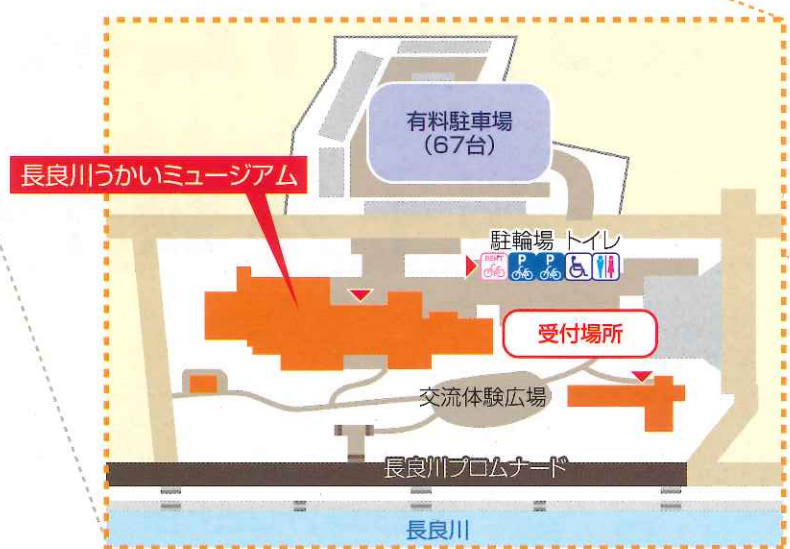 有料駐車場
(67台)
長良川うかいミュージアム
駐輪場 トイレ
RENT
P P
受付場所
交流体験広場
長良川プロムナード
長良川